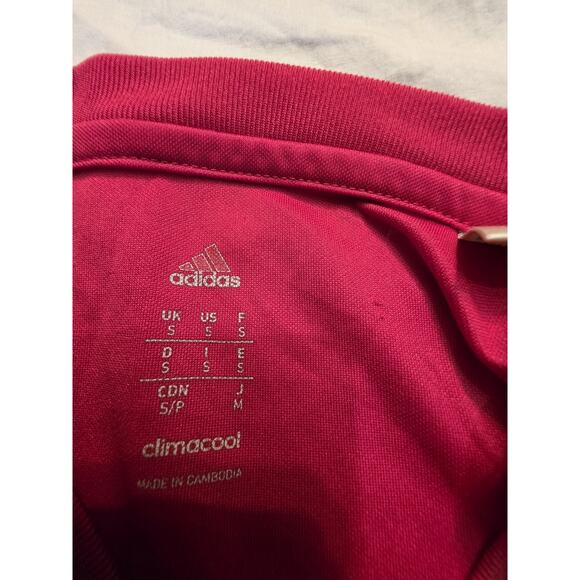 adidas
UK US F
S S S
D I E
S S S
CDN J
S/P M
climacool
MADE IN CAMBODIA